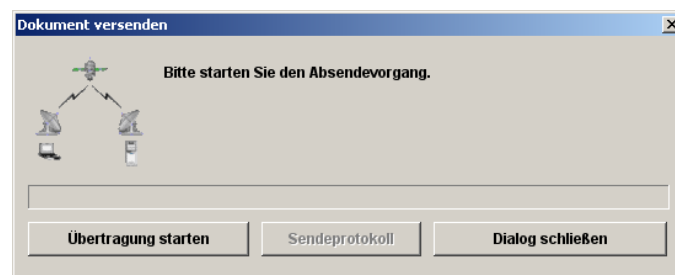 Dokument versenden
Bitte starten Sie den Absendevorgang.
Übertragung starten
Sendeprotokoll
Dialog schließen